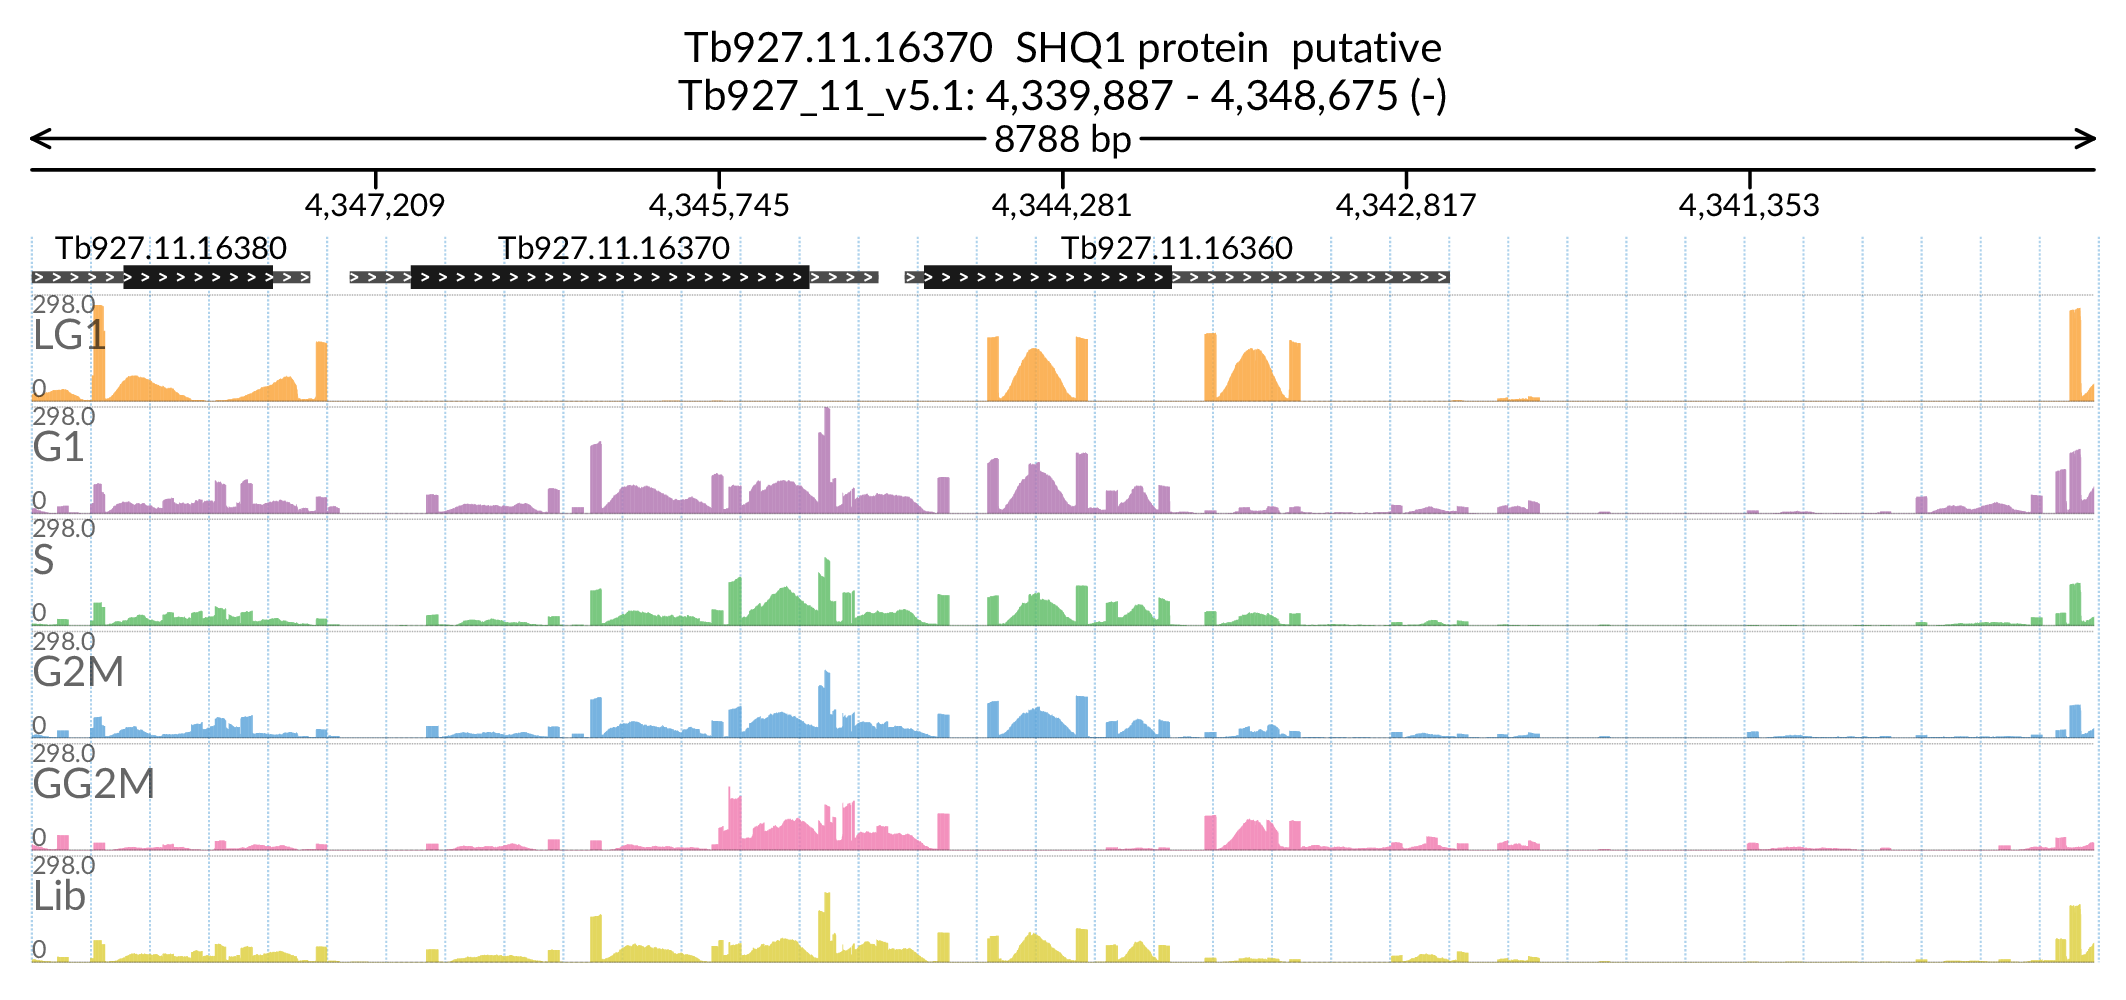 Tb927.11.16370 SHQ1 protein putative
Tb927_11_v5.1: 4,339,887 - 4,348,675 (-)
8788 bp
4,347,209 4,345,745 4,344,281 4,342,817 4,341,353
Tb927.11.16380 Tb927.11.16370 Tb927.11.16360
298.0
LG1
0
298.0
G1
0
298.0
S
0
298.0
G2M
0
298.0
GG2M
0
298.0
Lib
0